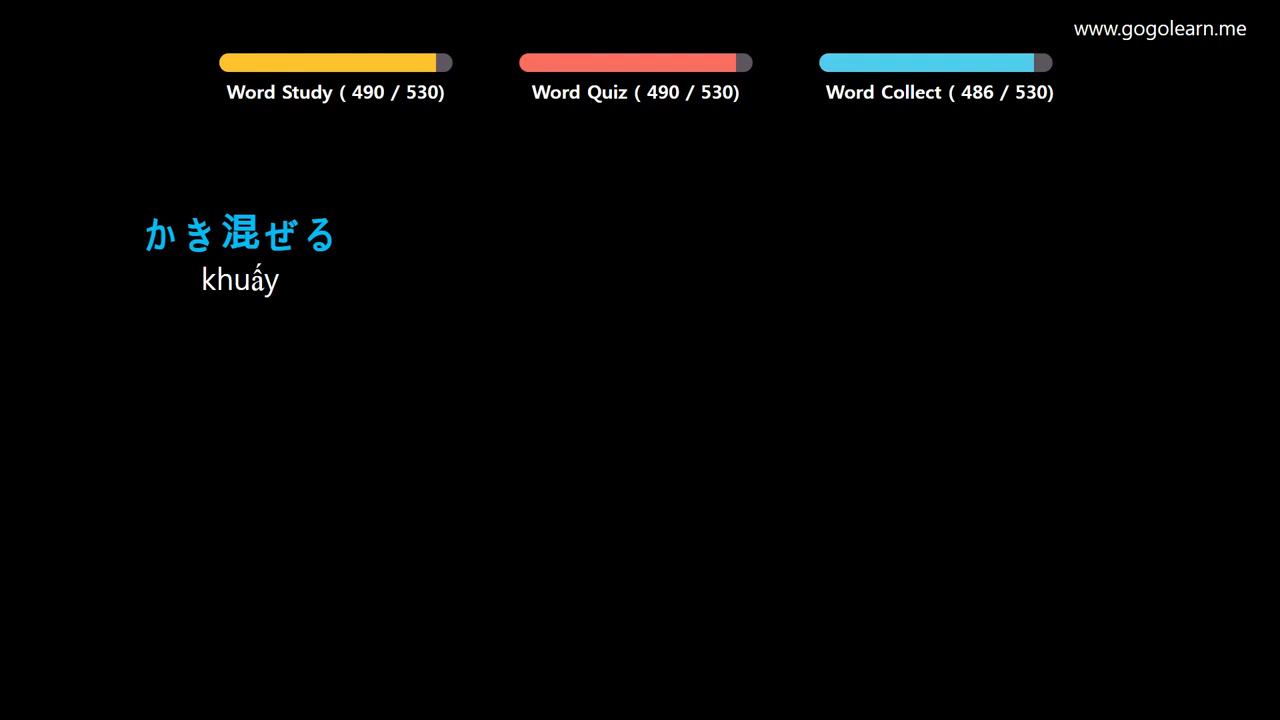 www.gogolearn.me
Word Study ( 490 / 530)
Word Quiz ( 490 / 530)
Word Collect ( 486 / 530)
かき混ぜる
khuấy